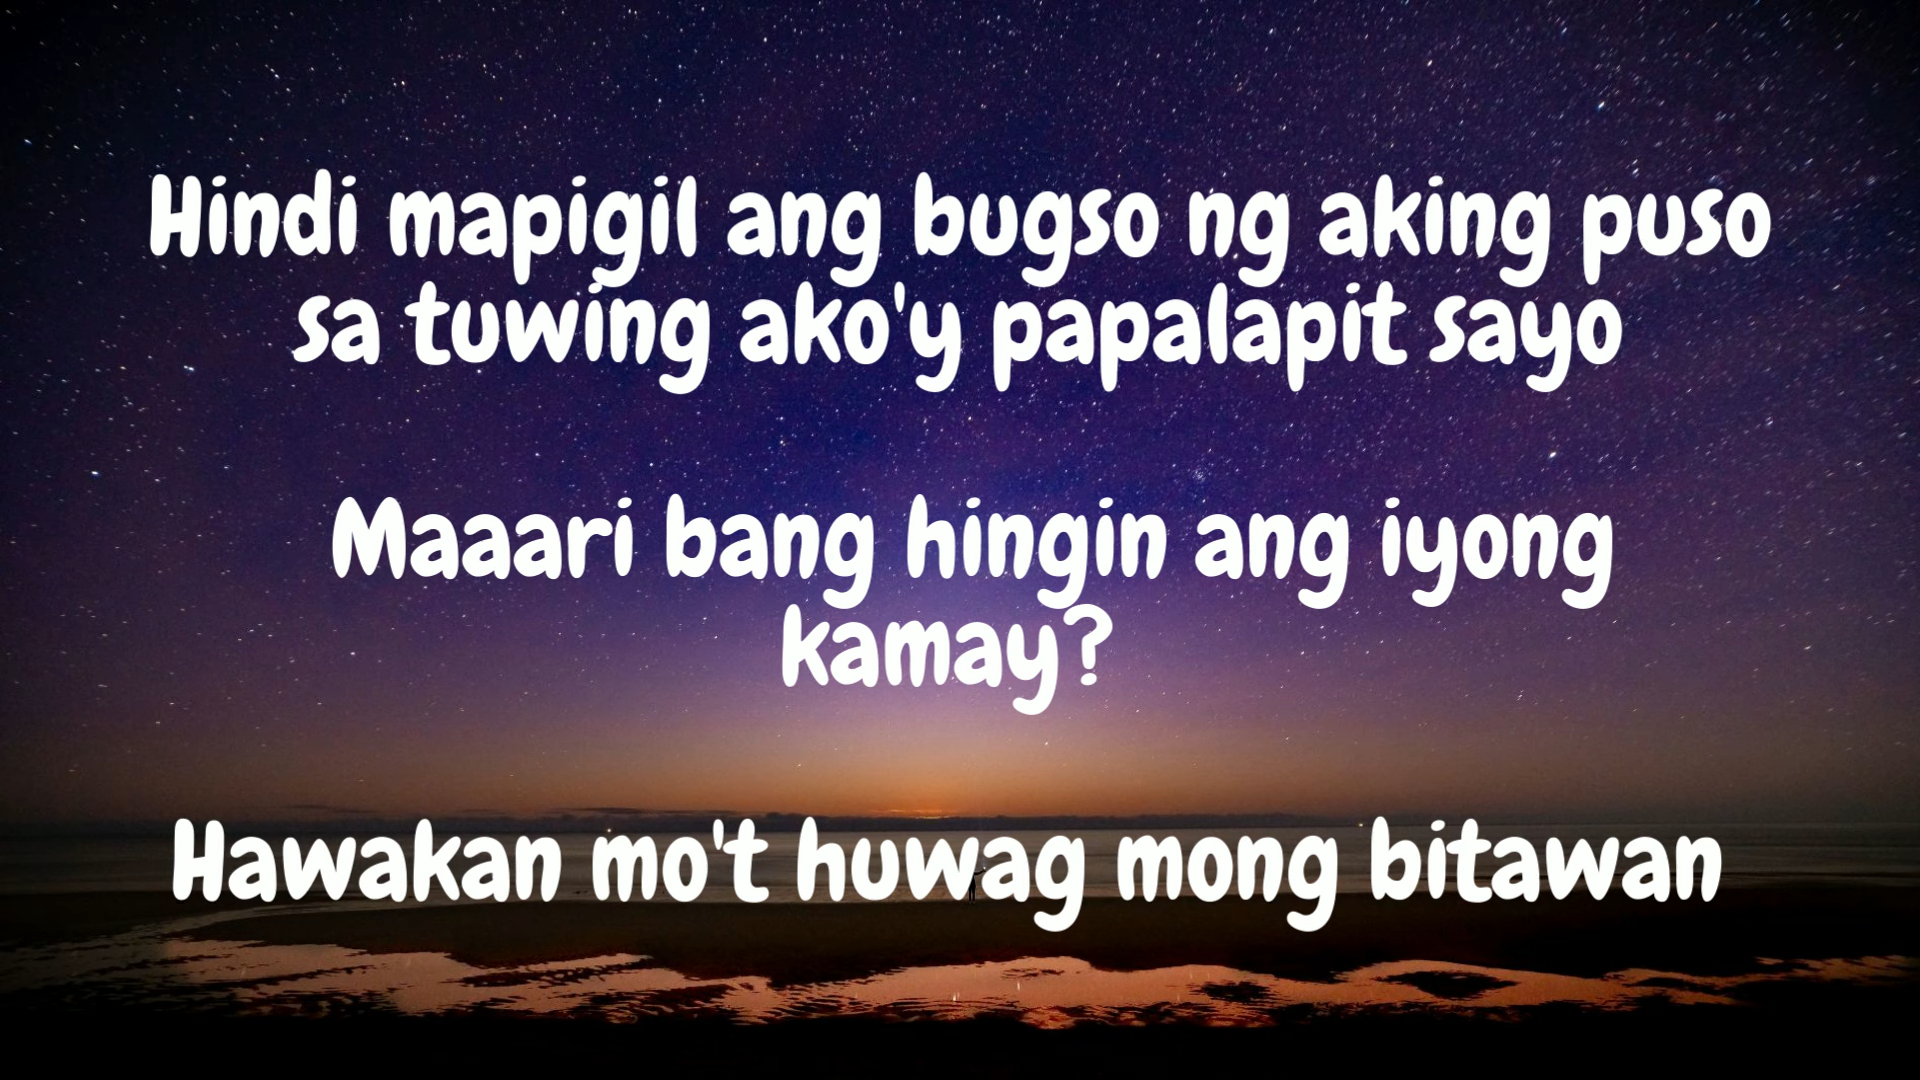 Hindi mapigil ang bugso ng aking puso
sa tuwing ako'y papalapit sayo
Maaari bang hingin ang iyong
kamay?
Hawakan mo't huwag mong bitawan